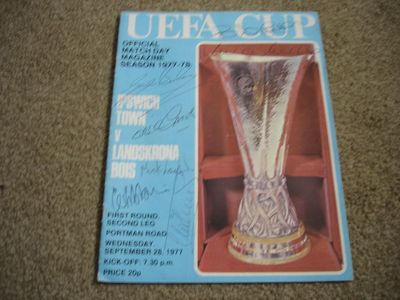 UEFA CUP
OFFICIAL
MATCH DAY
MAGAZINE
SEASON 1977-78
IPSWICH
TOWN
V
LANDSKRONA
BOIS
FIRST ROUND
SECOND LEG
PORTMAN ROAD
WEDNESDAY
SEPTEMBER 28, 1977
KICK-OFF: 7.30 p.m.
PRICE 20p